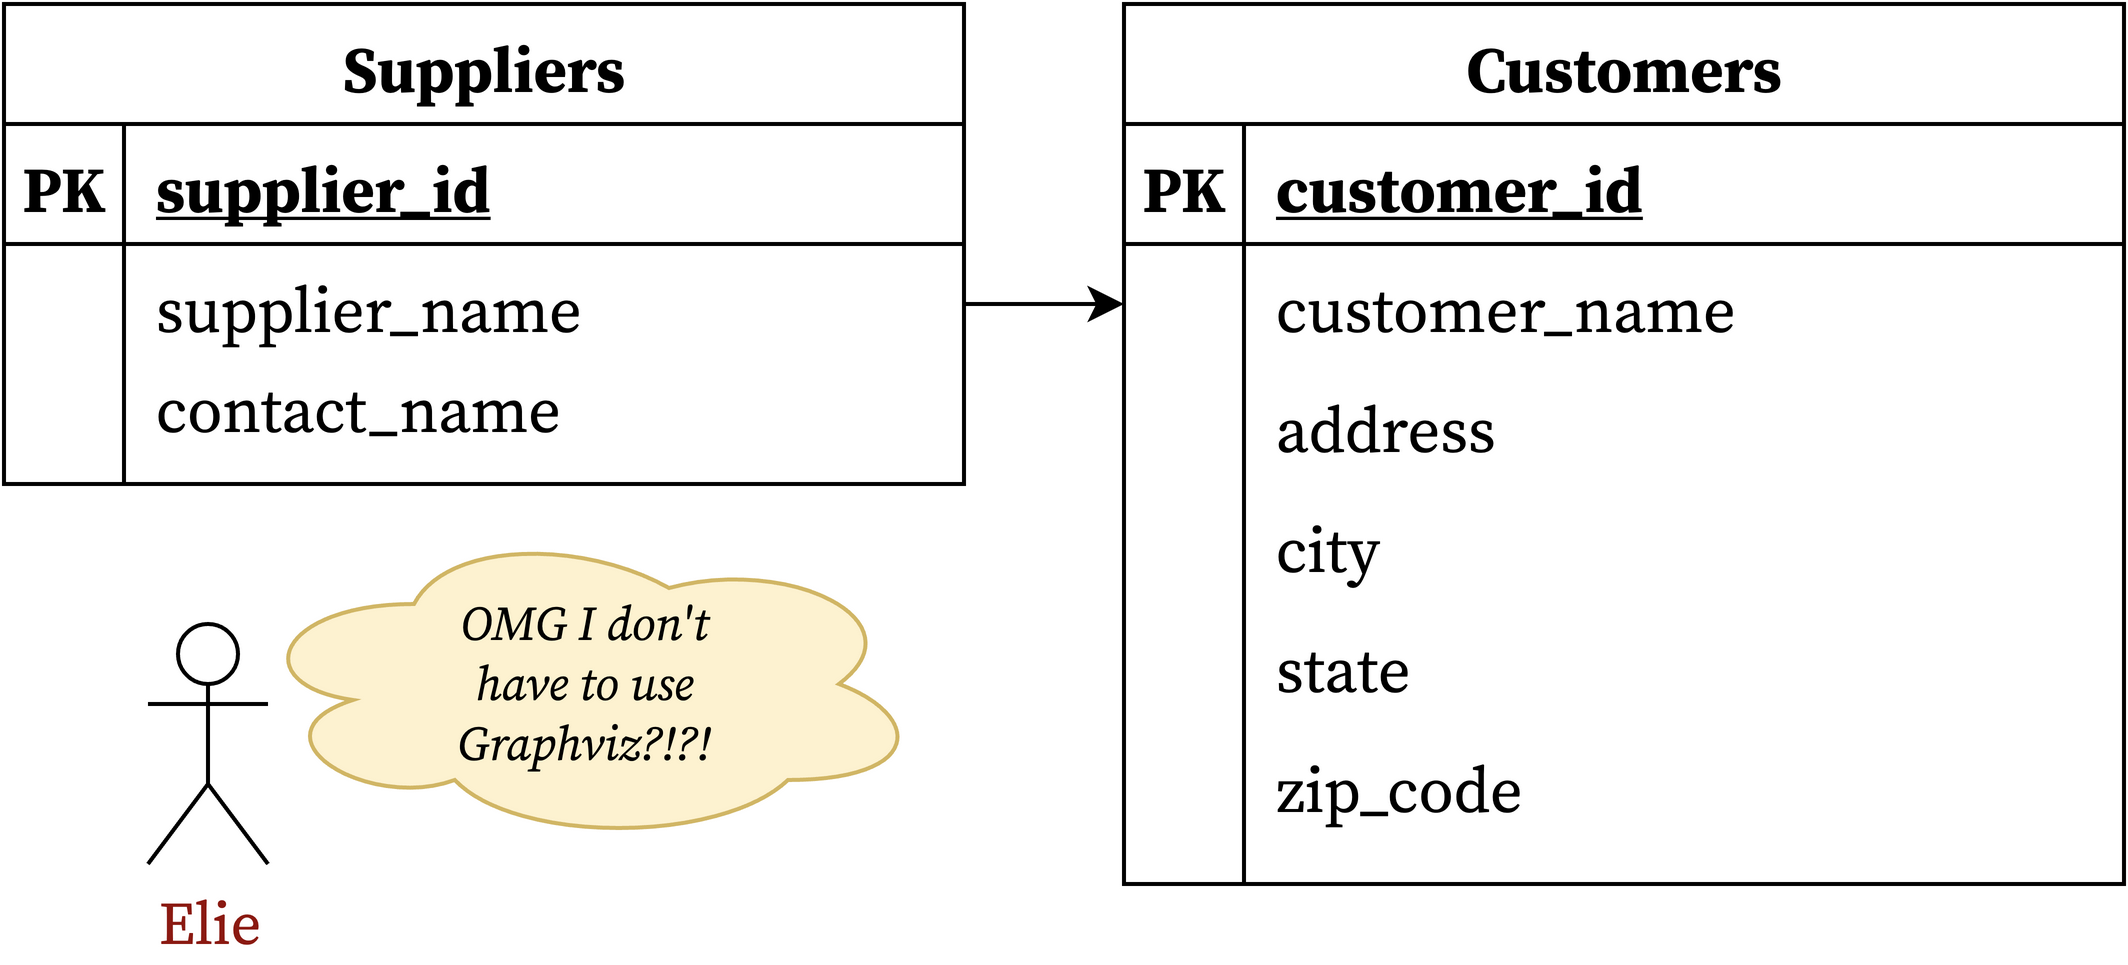 Suppliers
PK supplier_id
supplier_name
contact_name
Customers
PK customer_id
customer_name
address
city
state
zip_code
OMG I don't
have to use
Graphviz?!?!
Elie